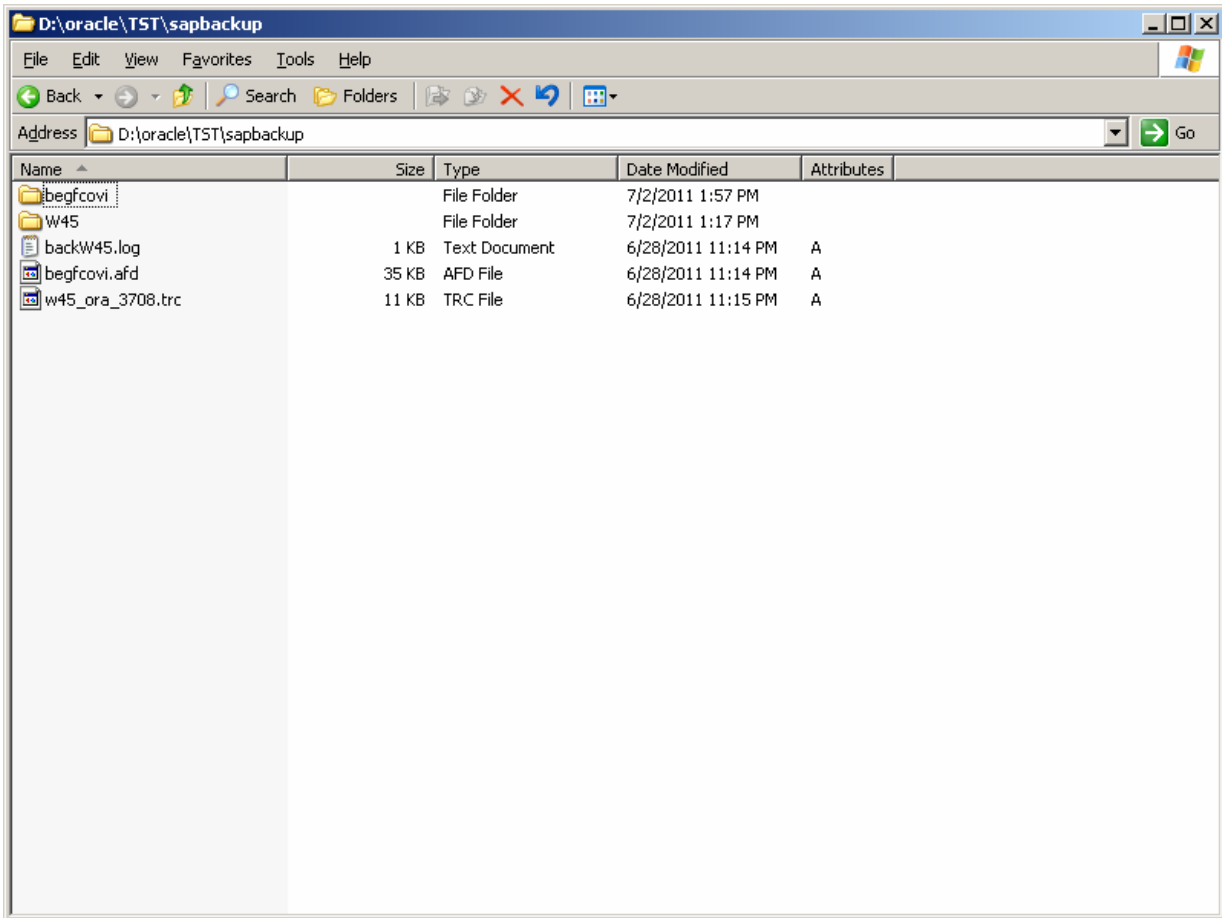 D:\oracle\TST\sapbackup
File Edit View Favorites Tools Help
Back Search Folders
Address D:\oracle\TST\sapbackup Go
Name Size Type Date Modified Attributes
begfcovi File Folder 7/2/2011 1:57 PM
W45 File Folder 7/2/2011 1:17 PM
backW45.log 1 KB Text Document 6/28/2011 11:14 PM A
begfcovi.afd 35 KB AFD File 6/28/2011 11:14 PM A
w45_ora_3708.trc 11 KB TRC File 6/28/2011 11:15 PM A